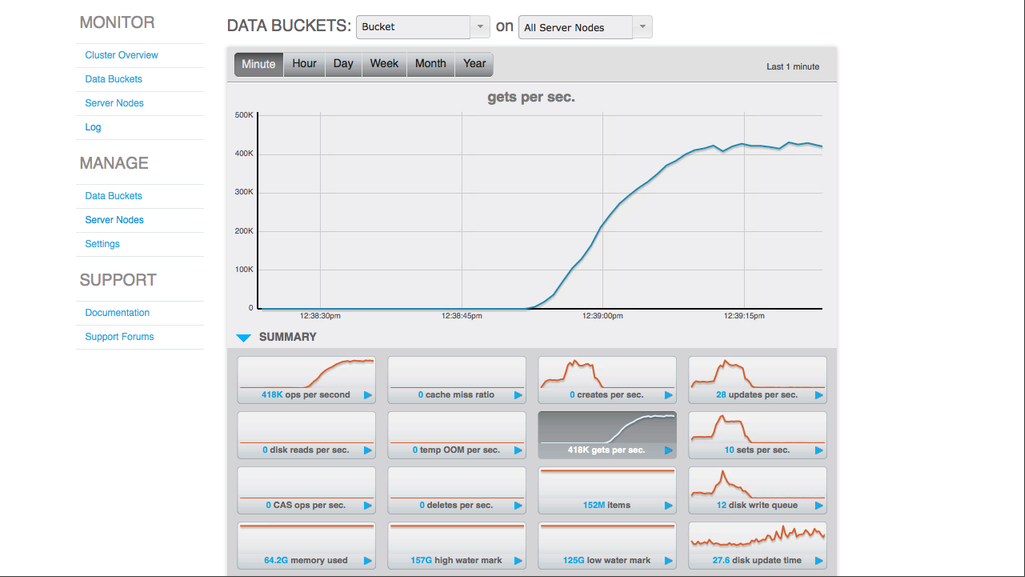 MONITOR
Cluster Overview
Data Buckets
Server Nodes
Log
MANAGE
Data Buckets
Server Nodes
Settings
SUPPORT
Documentation
Support Forums
DATA BUCKETS: Bucket on All Server Nodes
Minute Hour Day Week Month Year Last 1 minute
gets per sec.
500K
400K
300K
200K
100K
0
12:38:30pm 12:38:45pm 12:39:00pm 12:39:15pm
SUMMARY
418K ops per second 0 cache miss ratio 0 creates per sec. 28 updates per sec.
0 disk reads per sec. 0 temp OOM per sec. 418K gets per sec. 10 sets per sec.
0 CAS ops per sec. 0 deletes per sec. 152M items 12 disk write queue
64.2G memory used 157G high water mark 125G low water mark 27.6 disk update time